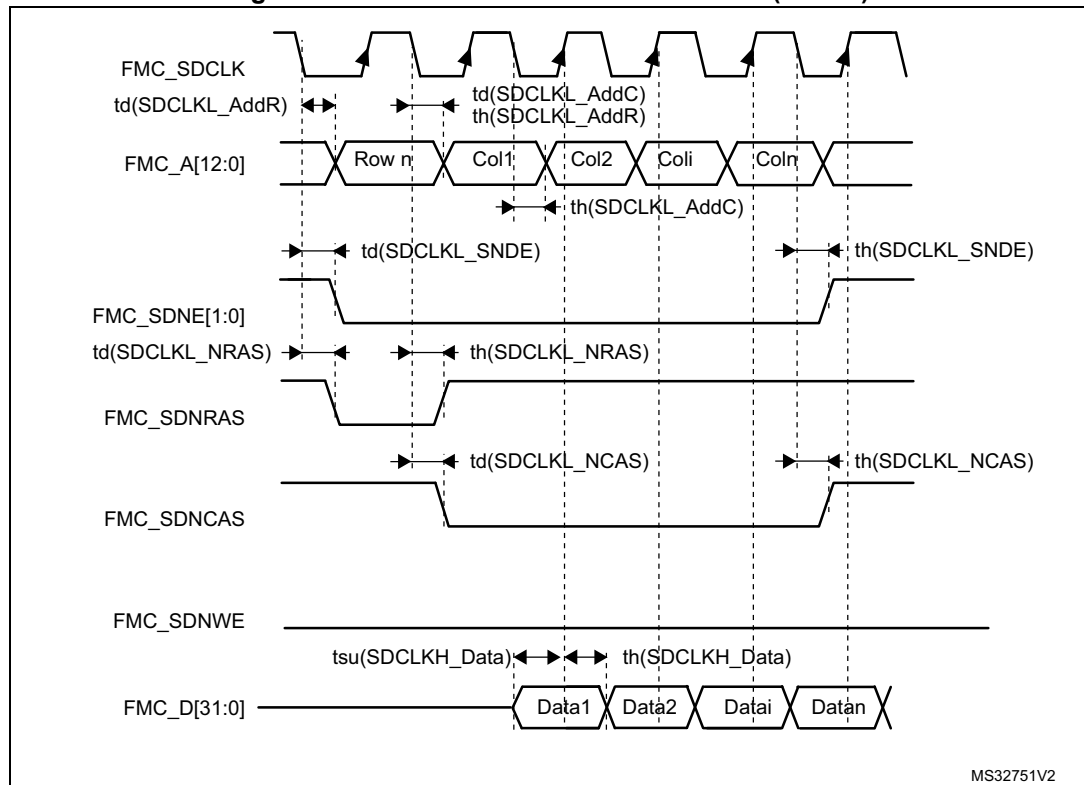 FMC_SDCLK
td(SDCLKL_AddR)
td(SDCLKL_AddC)
th(SDCLKL_AddR)
FMC_A[12:0]
Row n
Col1
Col2
Coli
Coln
th(SDCLKL_AddC)
td(SDCLKL_SNDE)
th(SDCLKL_SNDE)
FMC_SDNE[1:0]
td(SDCLKL_NRAS)
th(SDCLKL_NRAS)
FMC_SDNRAS
td(SDCLKL_NCAS)
th(SDCLKL_NCAS)
FMC_SDNCAS
FMC_SDNWE
tsu(SDCLKH_Data)
th(SDCLKH_Data)
FMC_D[31:0]
Data1
Data2
Datai
Datan
MS32751V2